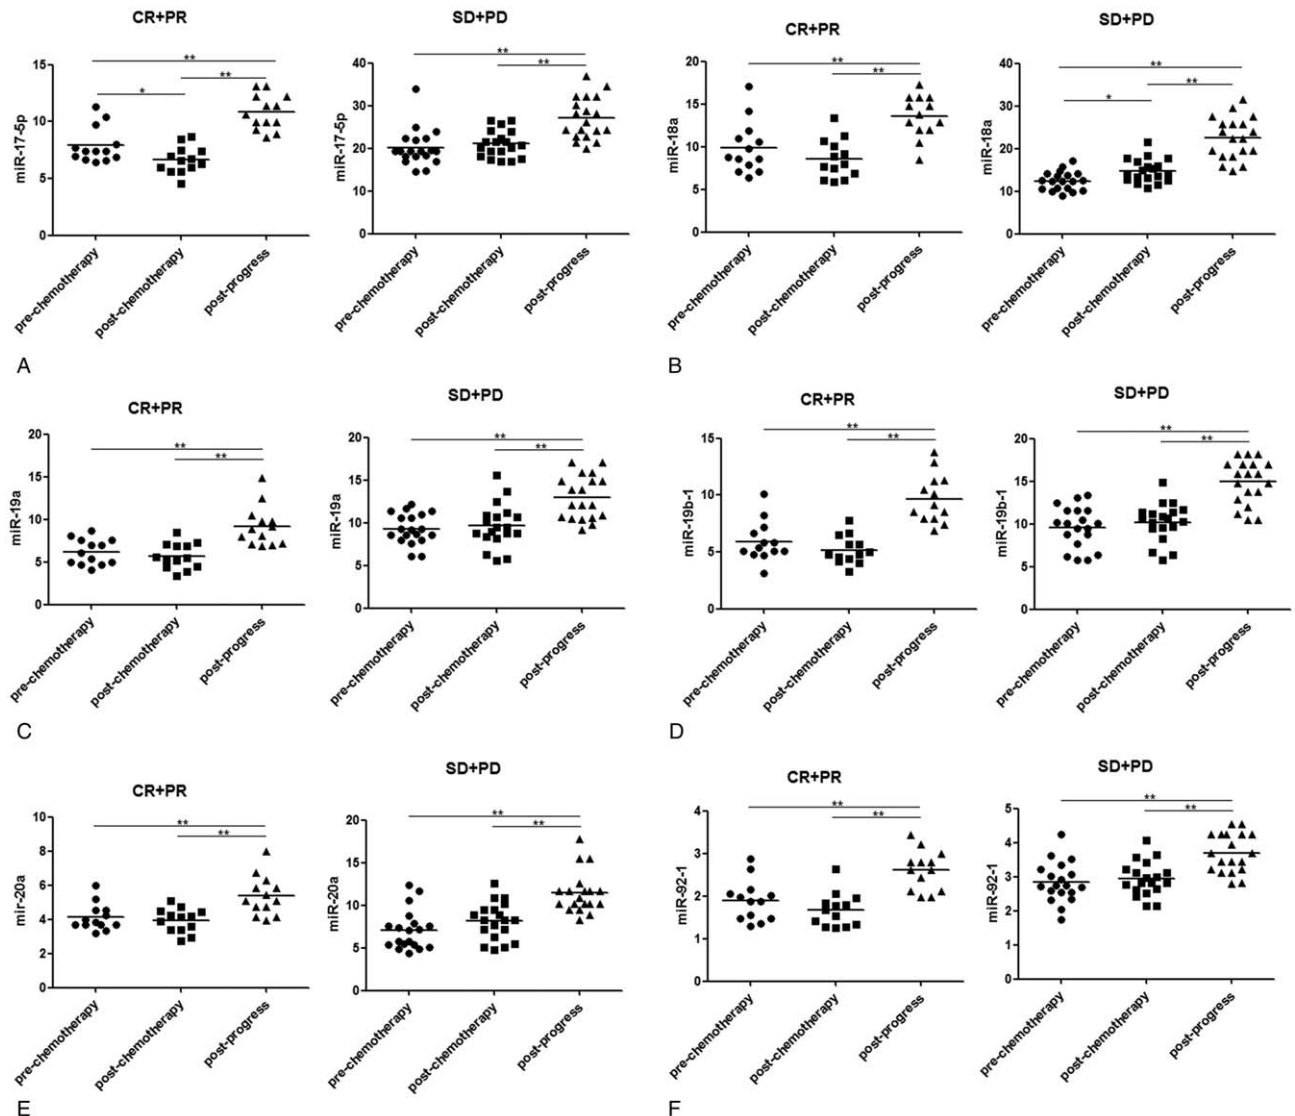 CR+PR
SD+PD
CR+PR
SD+PD
miR-17-5p
15
10
5
0
**
**
*
pre-chemotherapy
post-chemotherapy
post-progress
miR-17-5p
40
30
20
10
0
**
**
pre-chemotherapy
post-chemotherapy
post-progress
miR-18a
20
15
10
5
0
**
**
pre-chemotherapy
post-chemotherapy
post-progress
miR-18a
40
30
20
10
0
**
**
*
pre-chemotherapy
post-chemotherapy
post-progress
A
B
CR+PR
SD+PD
CR+PR
SD+PD
miR-19a
20
15
10
5
0
**
**
pre-chemotherapy
post-chemotherapy
post-progress
miR-19a
20
15
10
5
0
**
**
pre-chemotherapy
post-chemotherapy
post-progress
miR-19b-1
15
10
5
0
**
**
pre-chemotherapy
post-chemotherapy
post-progress
miR-19b-1
20
15
10
5
0
**
**
pre-chemotherapy
post-chemotherapy
post-progress
C
D
CR+PR
SD+PD
CR+PR
SD+PD
mir-20a
10
8
6
4
2
0
**
**
pre-chemotherapy
post-chemotherapy
post-progress
miR-20a
20
15
10
5
0
**
**
pre-chemotherapy
post-chemotherapy
post-progress
miR-92-1
4
3
2
1
0
**
**
pre-chemotherapy
post-chemotherapy
post-progress
miR-92-1
5
4
3
2
1
0
**
**
pre-chemotherapy
post-chemotherapy
post-progress
E
F